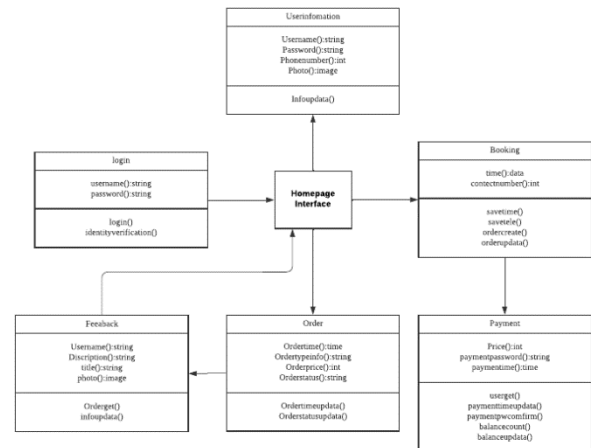 Userinfomation
Username():string
Password():string
Phonenumber():int
Photo():image
Infoupdata()
login
username():string
password():string
login()
identityverification()
Homepage
Interface
Booking
time():data
contectnumber():int
savetime()
savetele()
ordercreate()
orderupdata()
Feeaback
Username():string
Discription():string
title():string
photo():image
Orderget()
infoupdata()
Order
Ordertime():time
Ordertypeinfo():string
Orderprice():int
Orderstatus():string
Ordertimeupdata()
Orderstatusupdata()
Payment
Price():int
paymentpassword():string
paymentime():time
userget()
paymenttimeupdata()
paymentpwcomfirm()
balancecount()
balanceupdata()